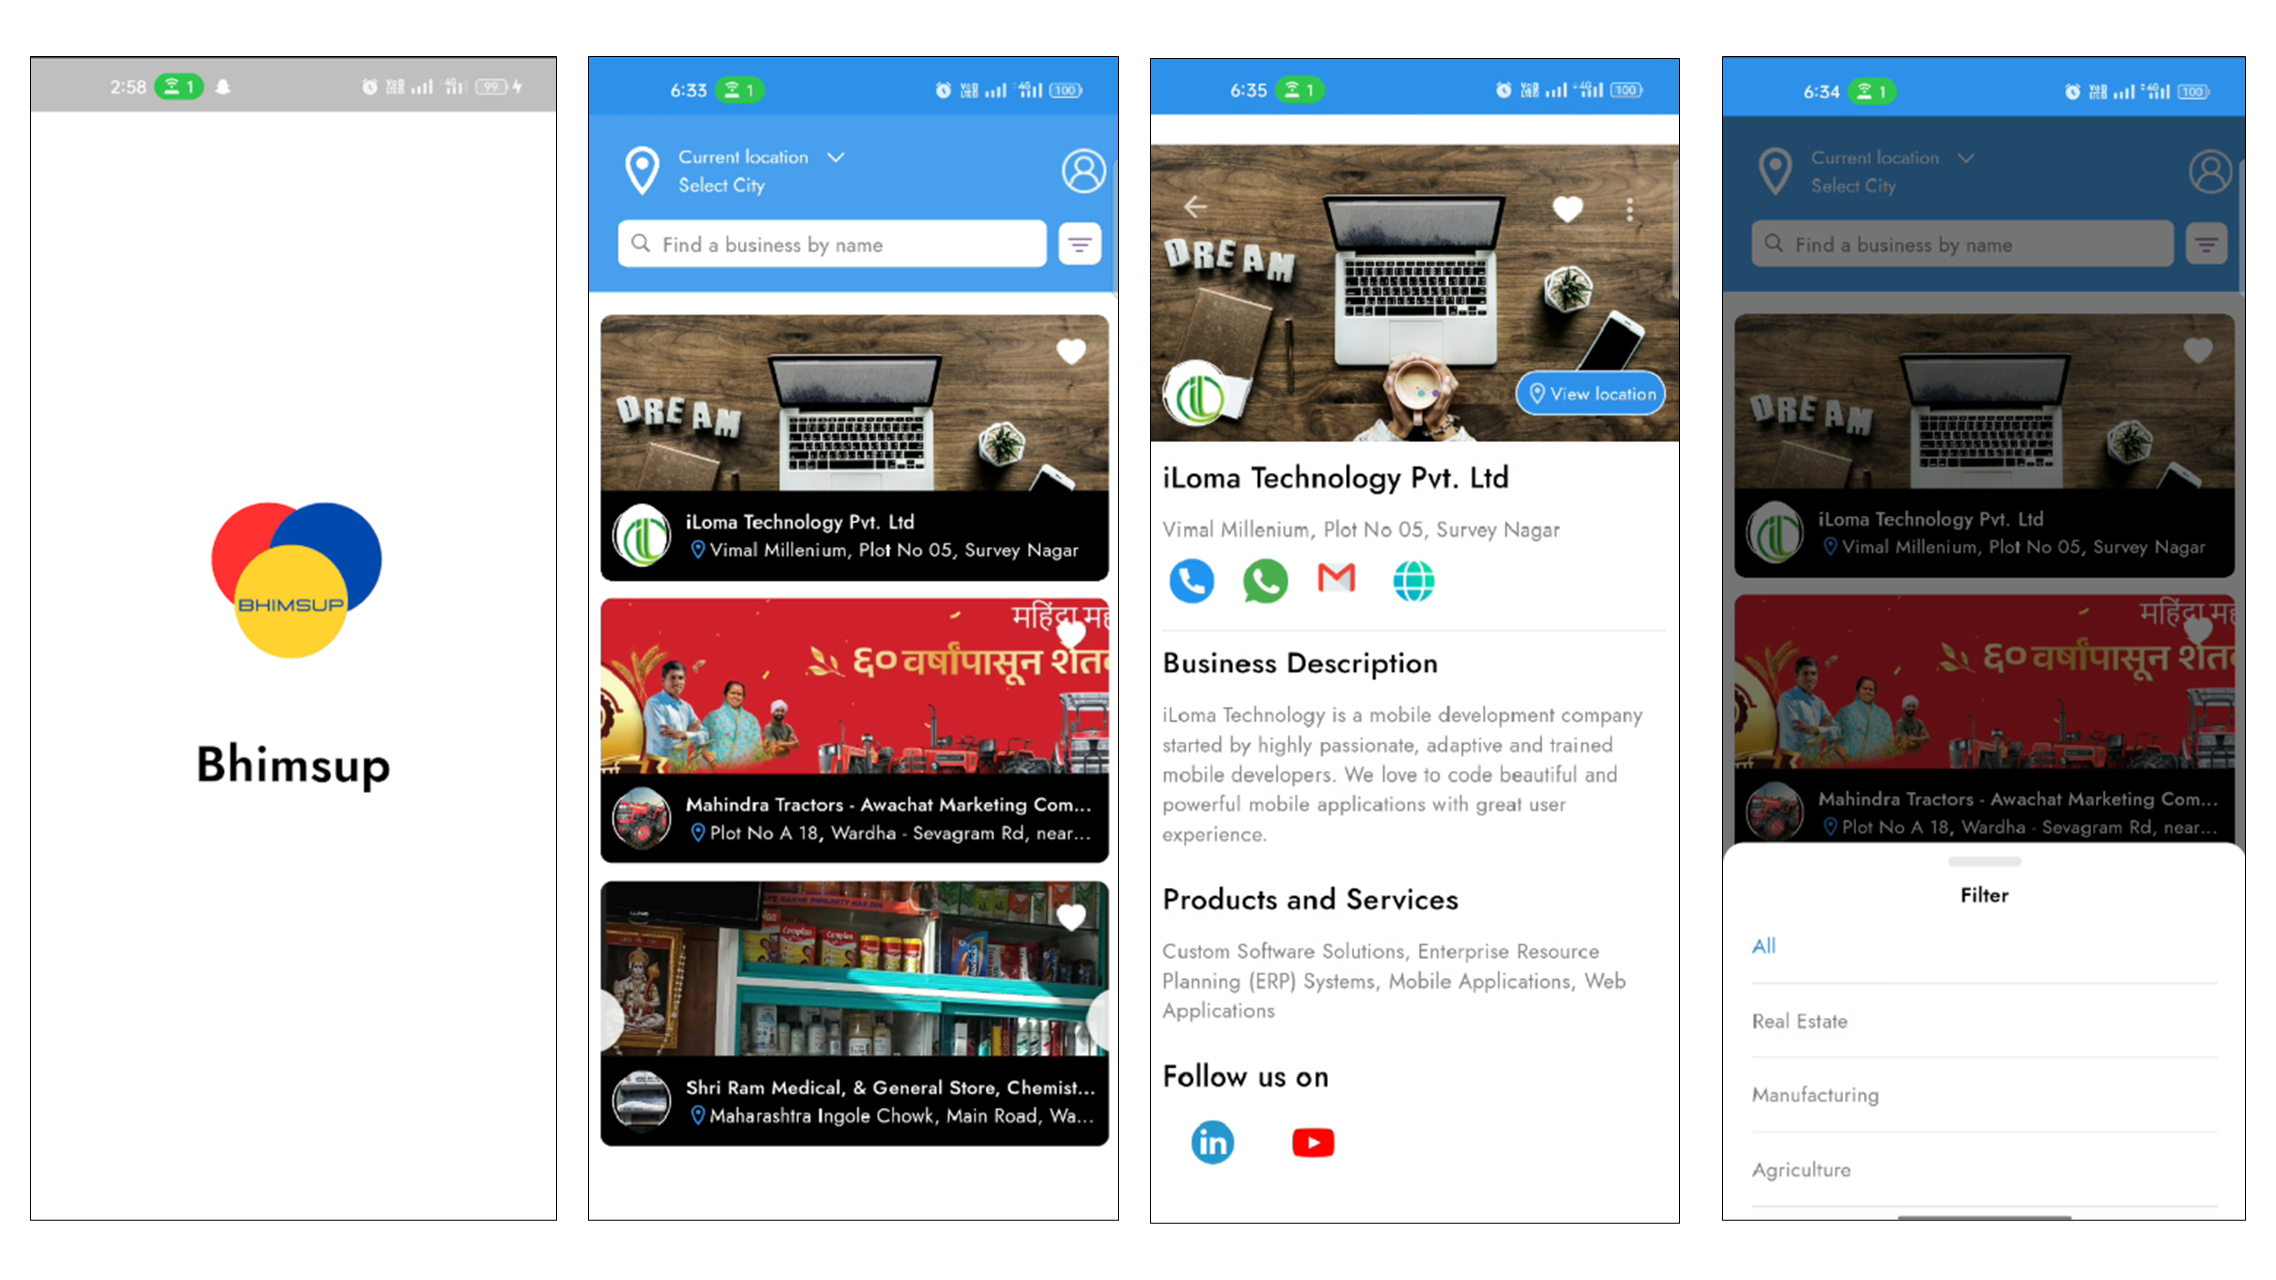 2:58 1 99
BHIMSUP
Bhimsup
6:33 1 VoLTE 4G 100
Current location
Select City
Find a business by name
DREAM
iLoma Technology Pvt. Ltd
Vimal Millenium, Plot No 05, Survey Nagar
६० वर्षांपासून
Mahindra Tractors - Awachat Marketing Com...
Plot No A 18, Wardha - Sevagram Rd, near...
Complan Complan
Shri Ram Medical, & General Store, Chemist...
Maharashtra Ingole Chowk, Main Road, Wa...
6:35 1 4G 100
DREAM
View location
iLoma Technology Pvt. Ltd
Vimal Millenium, Plot No 05, Survey Nagar
Business Description
iLoma Technology is a mobile development company
started by highly passionate, adaptive and trained
mobile developers. We love to code beautiful and
powerful mobile applications with great user
experience.
Products and Services
Custom Software Solutions, Enterprise Resource
Planning (ERP) Systems, Mobile Applications, Web
Applications
Follow us on
in
6:34 1 4G 100
Current location
Select City
Find a business by name
DREAM
iLoma Technology Pvt. Ltd
Vimal Millenium, Plot No 05, Survey Nagar
६० वर्षांपासून
Mahindra Tractors - Awachat Marketing Com...
Plot No A 18, Wardha - Sevagram Rd, near...
Filter
All
Real Estate
Manufacturing
Agriculture